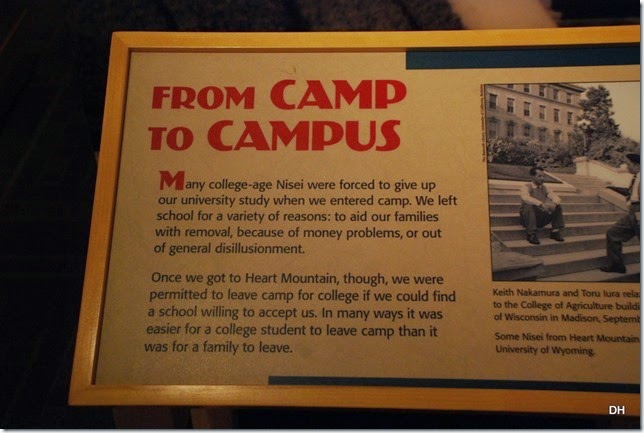 FROM CAMP
TO CAMPUS
Many college-age Nisei were forced to give up
our university study when we entered camp. We left
school for a variety of reasons: to aid our families
with removal, because of money problems, or out
of general disillusionment.
Once we got to Heart Mountain, though, we were
permitted to leave camp for college if we could find
a school willing to accept us. In many ways it was
easier for a college student to leave camp than it
was for a family to leave.
Keith Nakamura and Toru Iura rela
to the College of Agriculture buildi
of Wisconsin in Madison, Septemb
Some Nisei from Heart Mountain
University of Wyoming.
DH